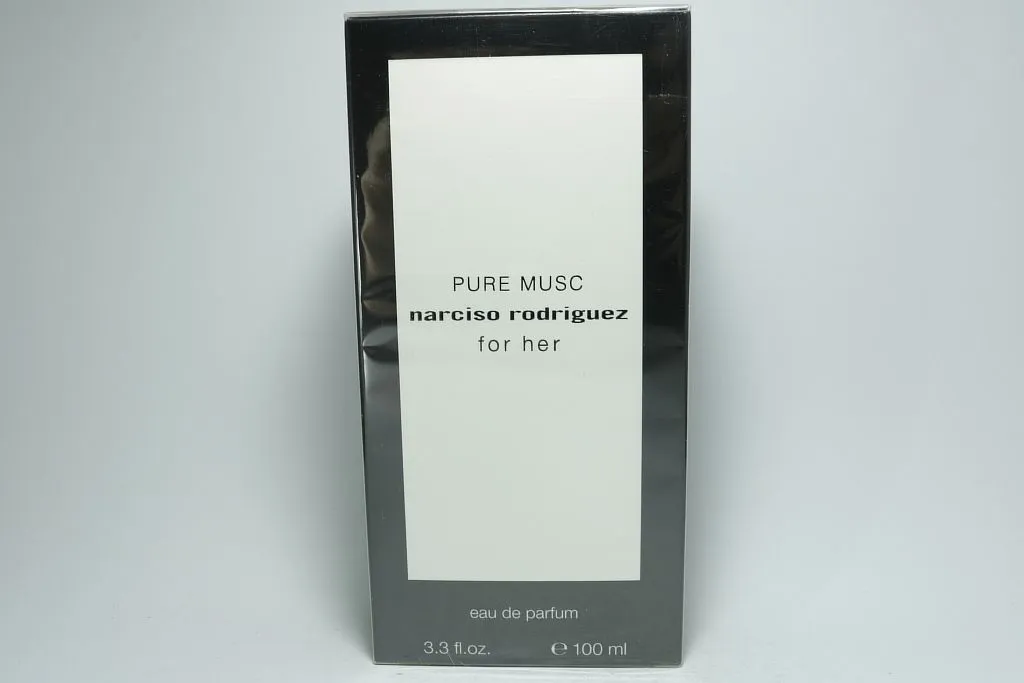 PURE MUSC
narciso rodriguez
for her
eau de parfum
3.3 fl.oz. ℮ 100 ml